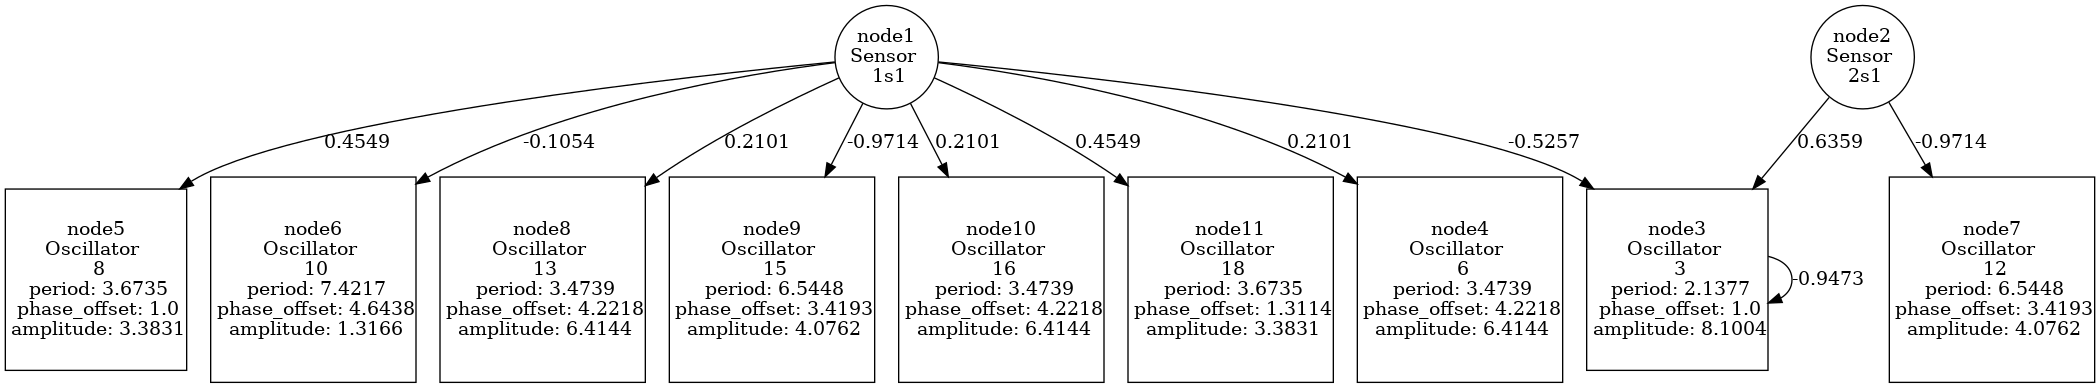 node1
Sensor
1s1
node2
Sensor
2s1
0.4549
-0.1054
0.2101
-0.9714
0.2101
0.4549
0.2101
-0.5257
0.6359
-0.9714
node5
Oscillator
8
period: 3.6735
phase_offset: 1.0
amplitude: 3.3831
node6
Oscillator
10
period: 7.4217
phase_offset: 4.6438
amplitude: 1.3166
node8
Oscillator
13
period: 3.4739
phase_offset: 4.2218
amplitude: 6.4144
node9
Oscillator
15
period: 6.5448
phase_offset: 3.4193
amplitude: 4.0762
node10
Oscillator
16
period: 3.4739
phase_offset: 4.2218
amplitude: 6.4144
node11
Oscillator
18
period: 3.6735
phase_offset: 1.3114
amplitude: 3.3831
node4
Oscillator
6
period: 3.4739
phase_offset: 4.2218
amplitude: 6.4144
node3
Oscillator
3
period: 2.1377
phase_offset: 1.0
amplitude: 8.1004
-0.9473
node7
Oscillator
12
period: 6.5448
phase_offset: 3.4193
amplitude: 4.0762